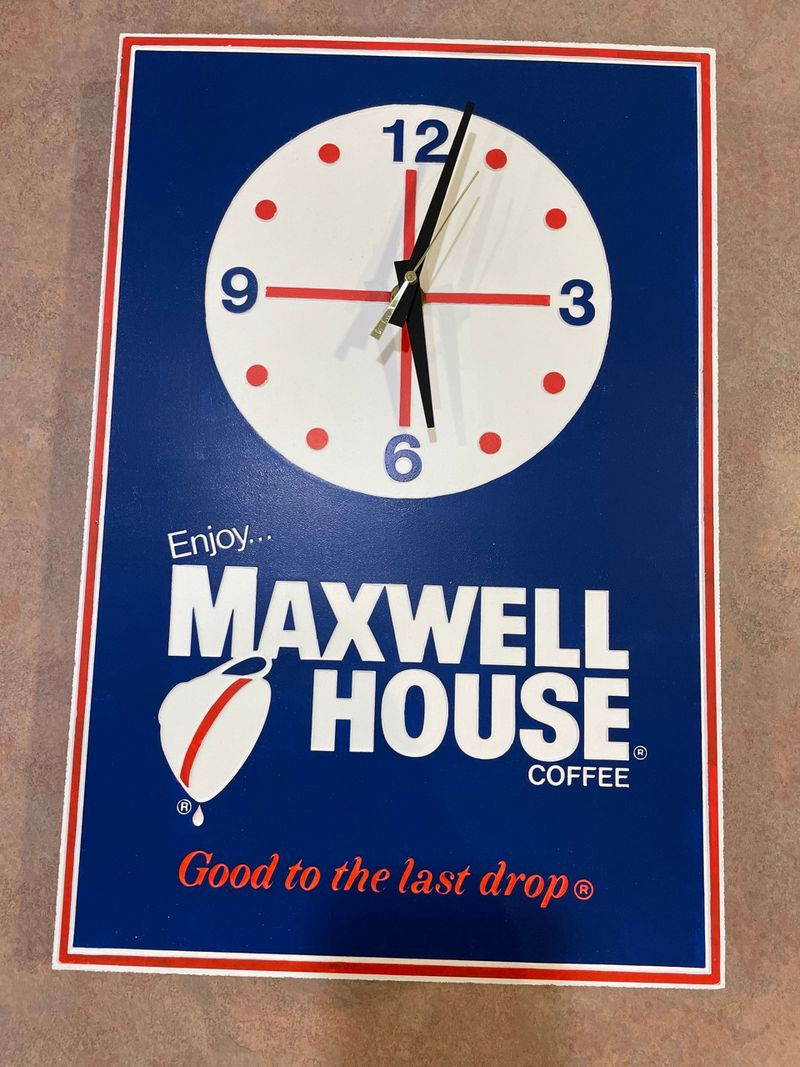 12
9 3
6
Enjoy...
MAXWELL
HOUSE®
COFFEE
®
Good to the last drop®